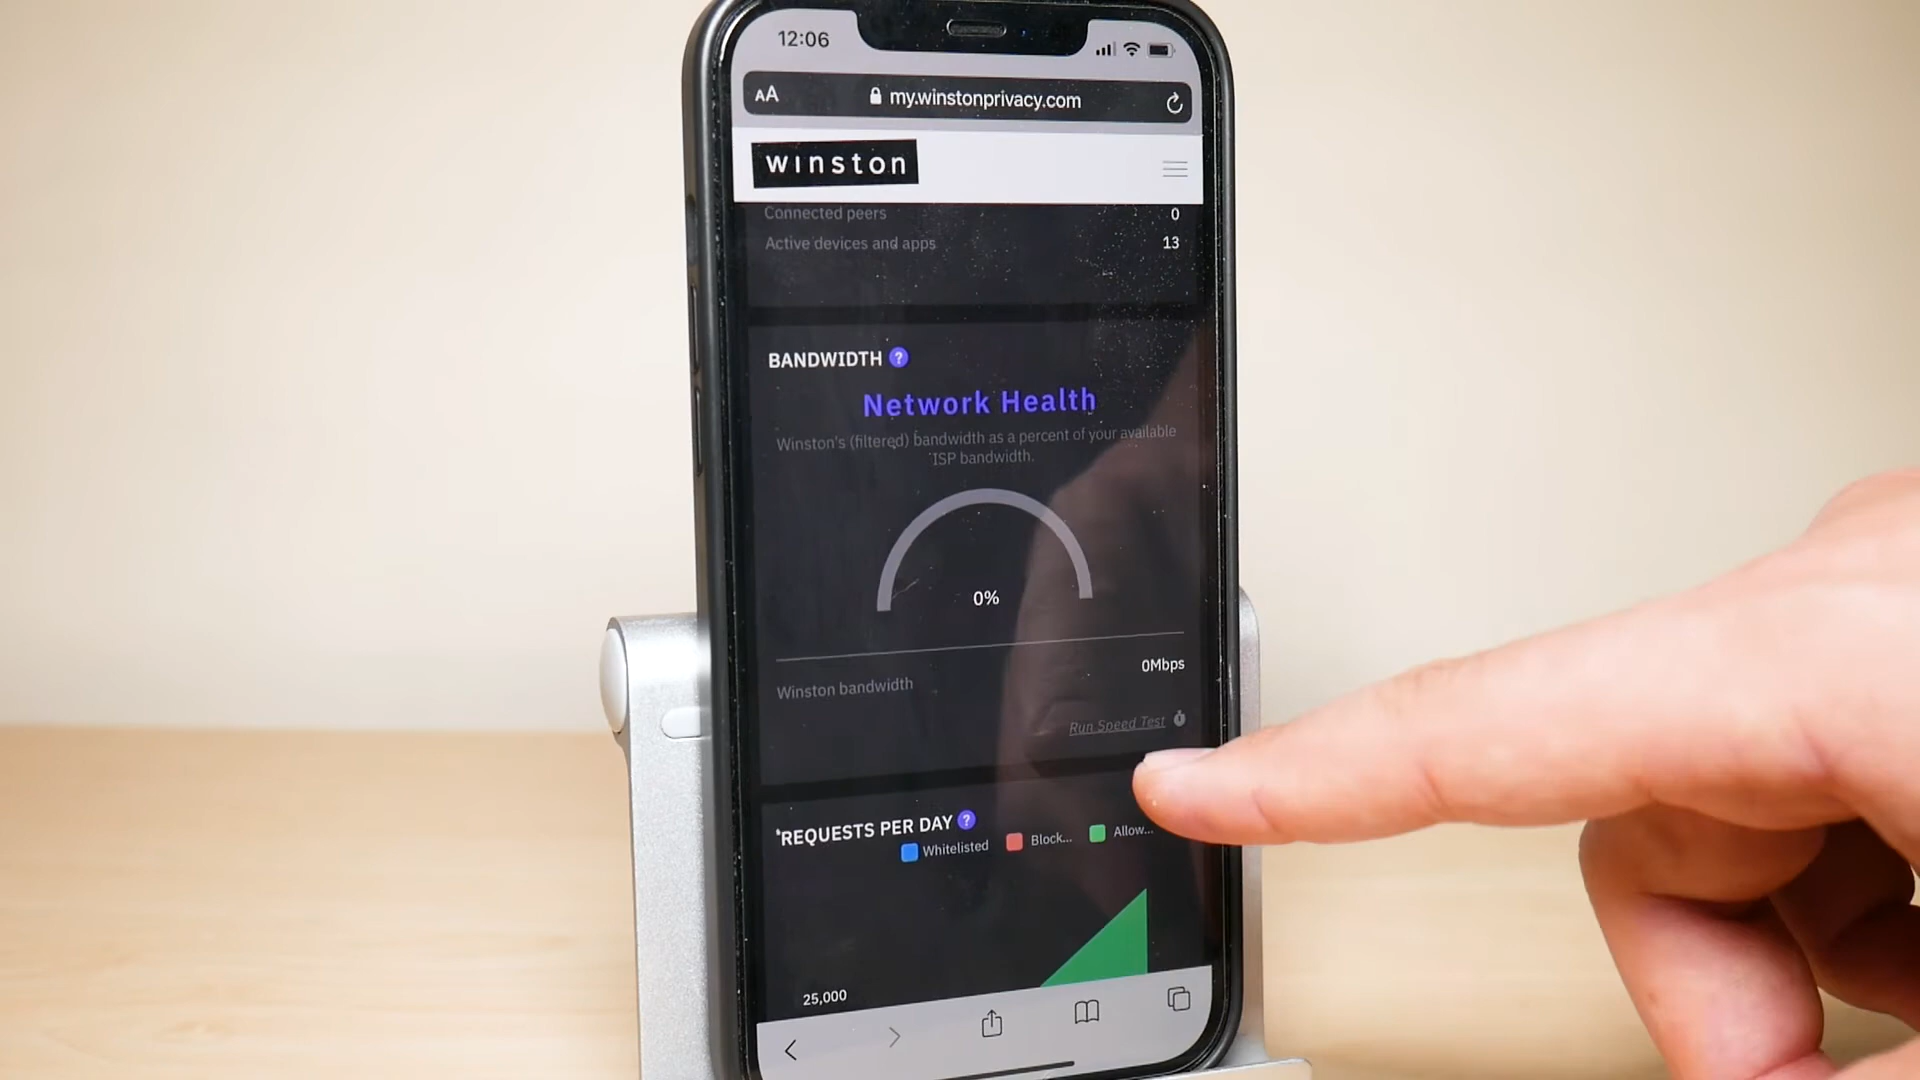 12:06
AA my.winstonprivacy.com
winston
Connected peers 0
Active devices and apps 13
BANDWIDTH ?
Network Health
Winston's (filtered) bandwidth as a percent of your available
ISP bandwidth.
0%
0Mbps
Winston bandwidth
Run Speed Test
*REQUESTS PER DAY ?
Whitelisted Block... Allow...
25,000